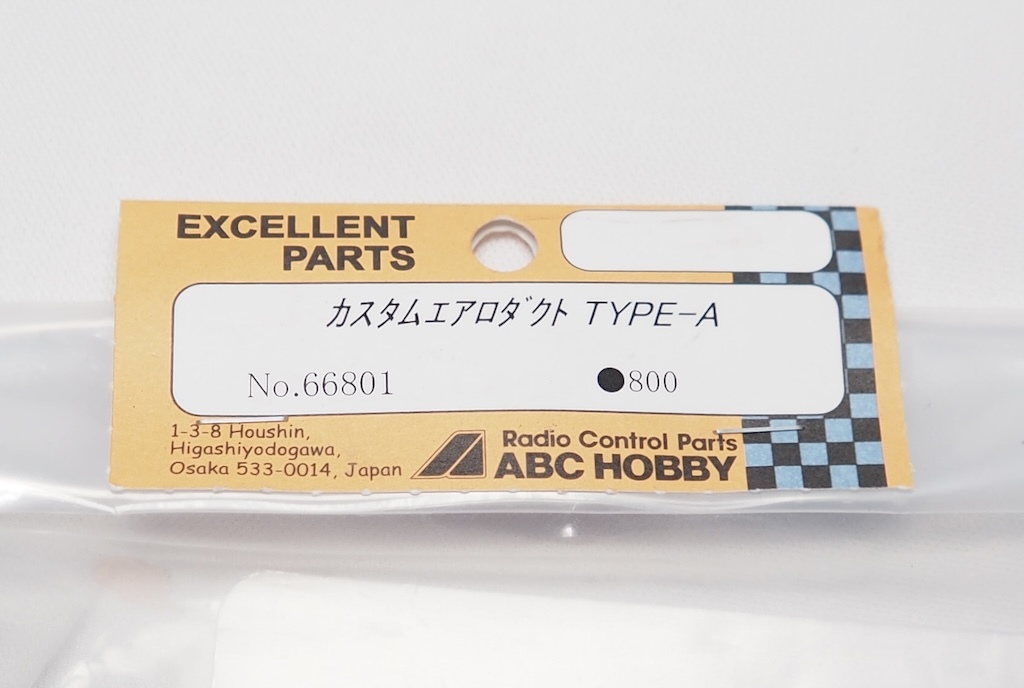 EXCELLENT
PARTS
ｶｽﾀﾑｴｱﾛﾀﾞｸﾄ TYPE-A
No.66801
●800
1-3-8 Houshin,
Higashiyodogawa,
Osaka 533-0014, Japan
Radio Control Parts
ABC HOBBY